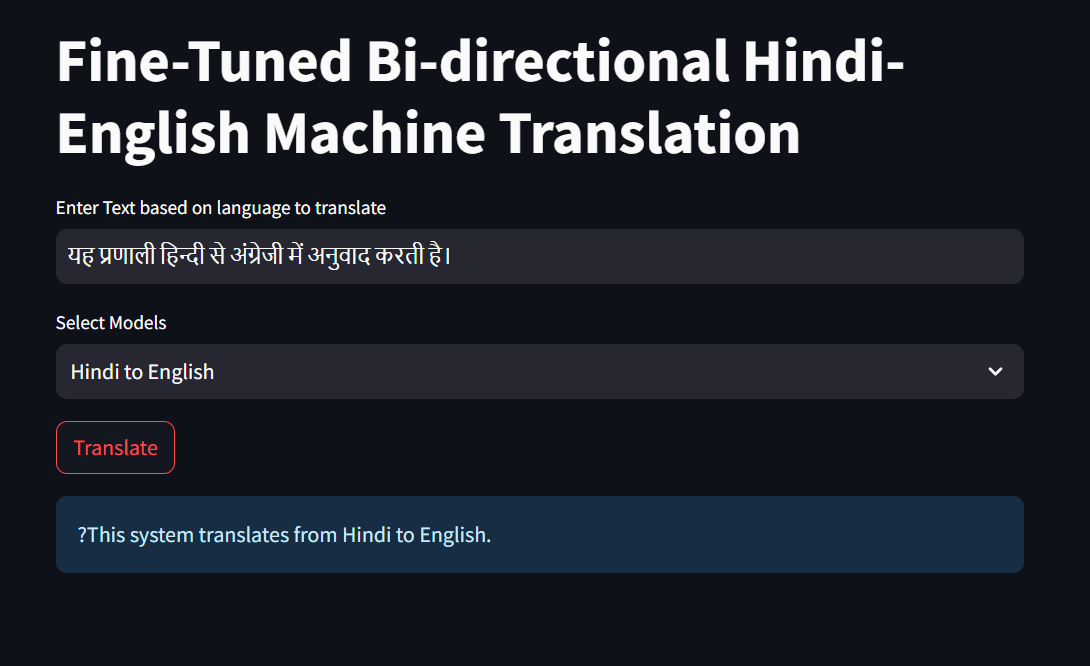 Fine-Tuned Bi-directional Hindi-
English Machine Translation
Enter Text based on language to translate
यह प्रणाली हिन्दी से अंग्रेजी में अनुवाद करती है।
Select Models
Hindi to English
Translate
?This system translates from Hindi to English.